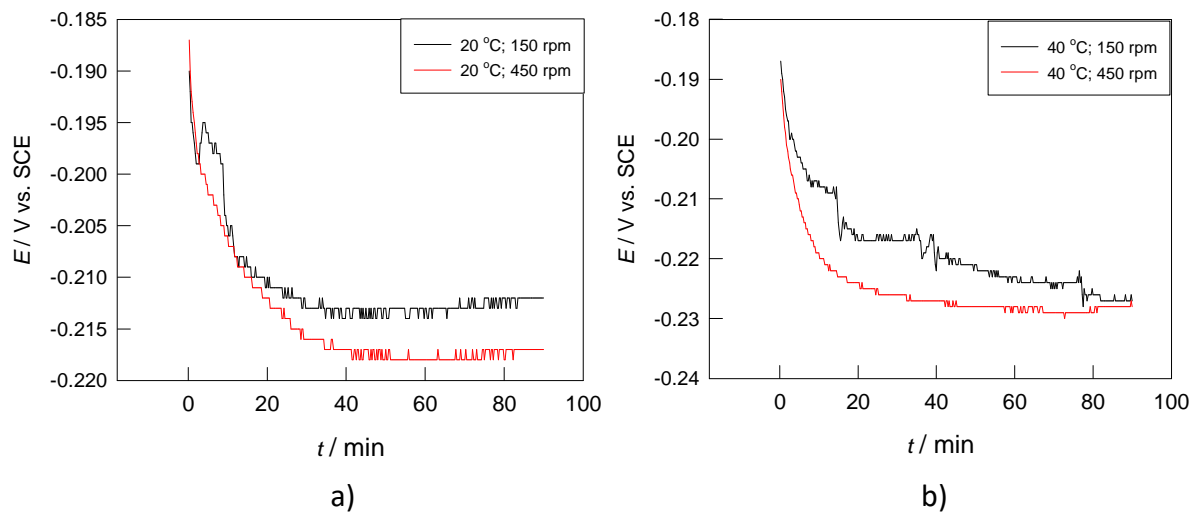 -0.185
-0.190
-0.195
-0.200
-0.205
-0.210
-0.215
-0.220
E / V vs. SCE
20 °C; 150 rpm
20 °C; 450 rpm
0 20 40 60 80 100
t / min
a)
-0.18
-0.19
-0.20
-0.21
-0.22
-0.23
-0.24
E / V vs. SCE
40 °C; 150 rpm
40 °C; 450 rpm
0 20 40 60 80 100
t / min
b)